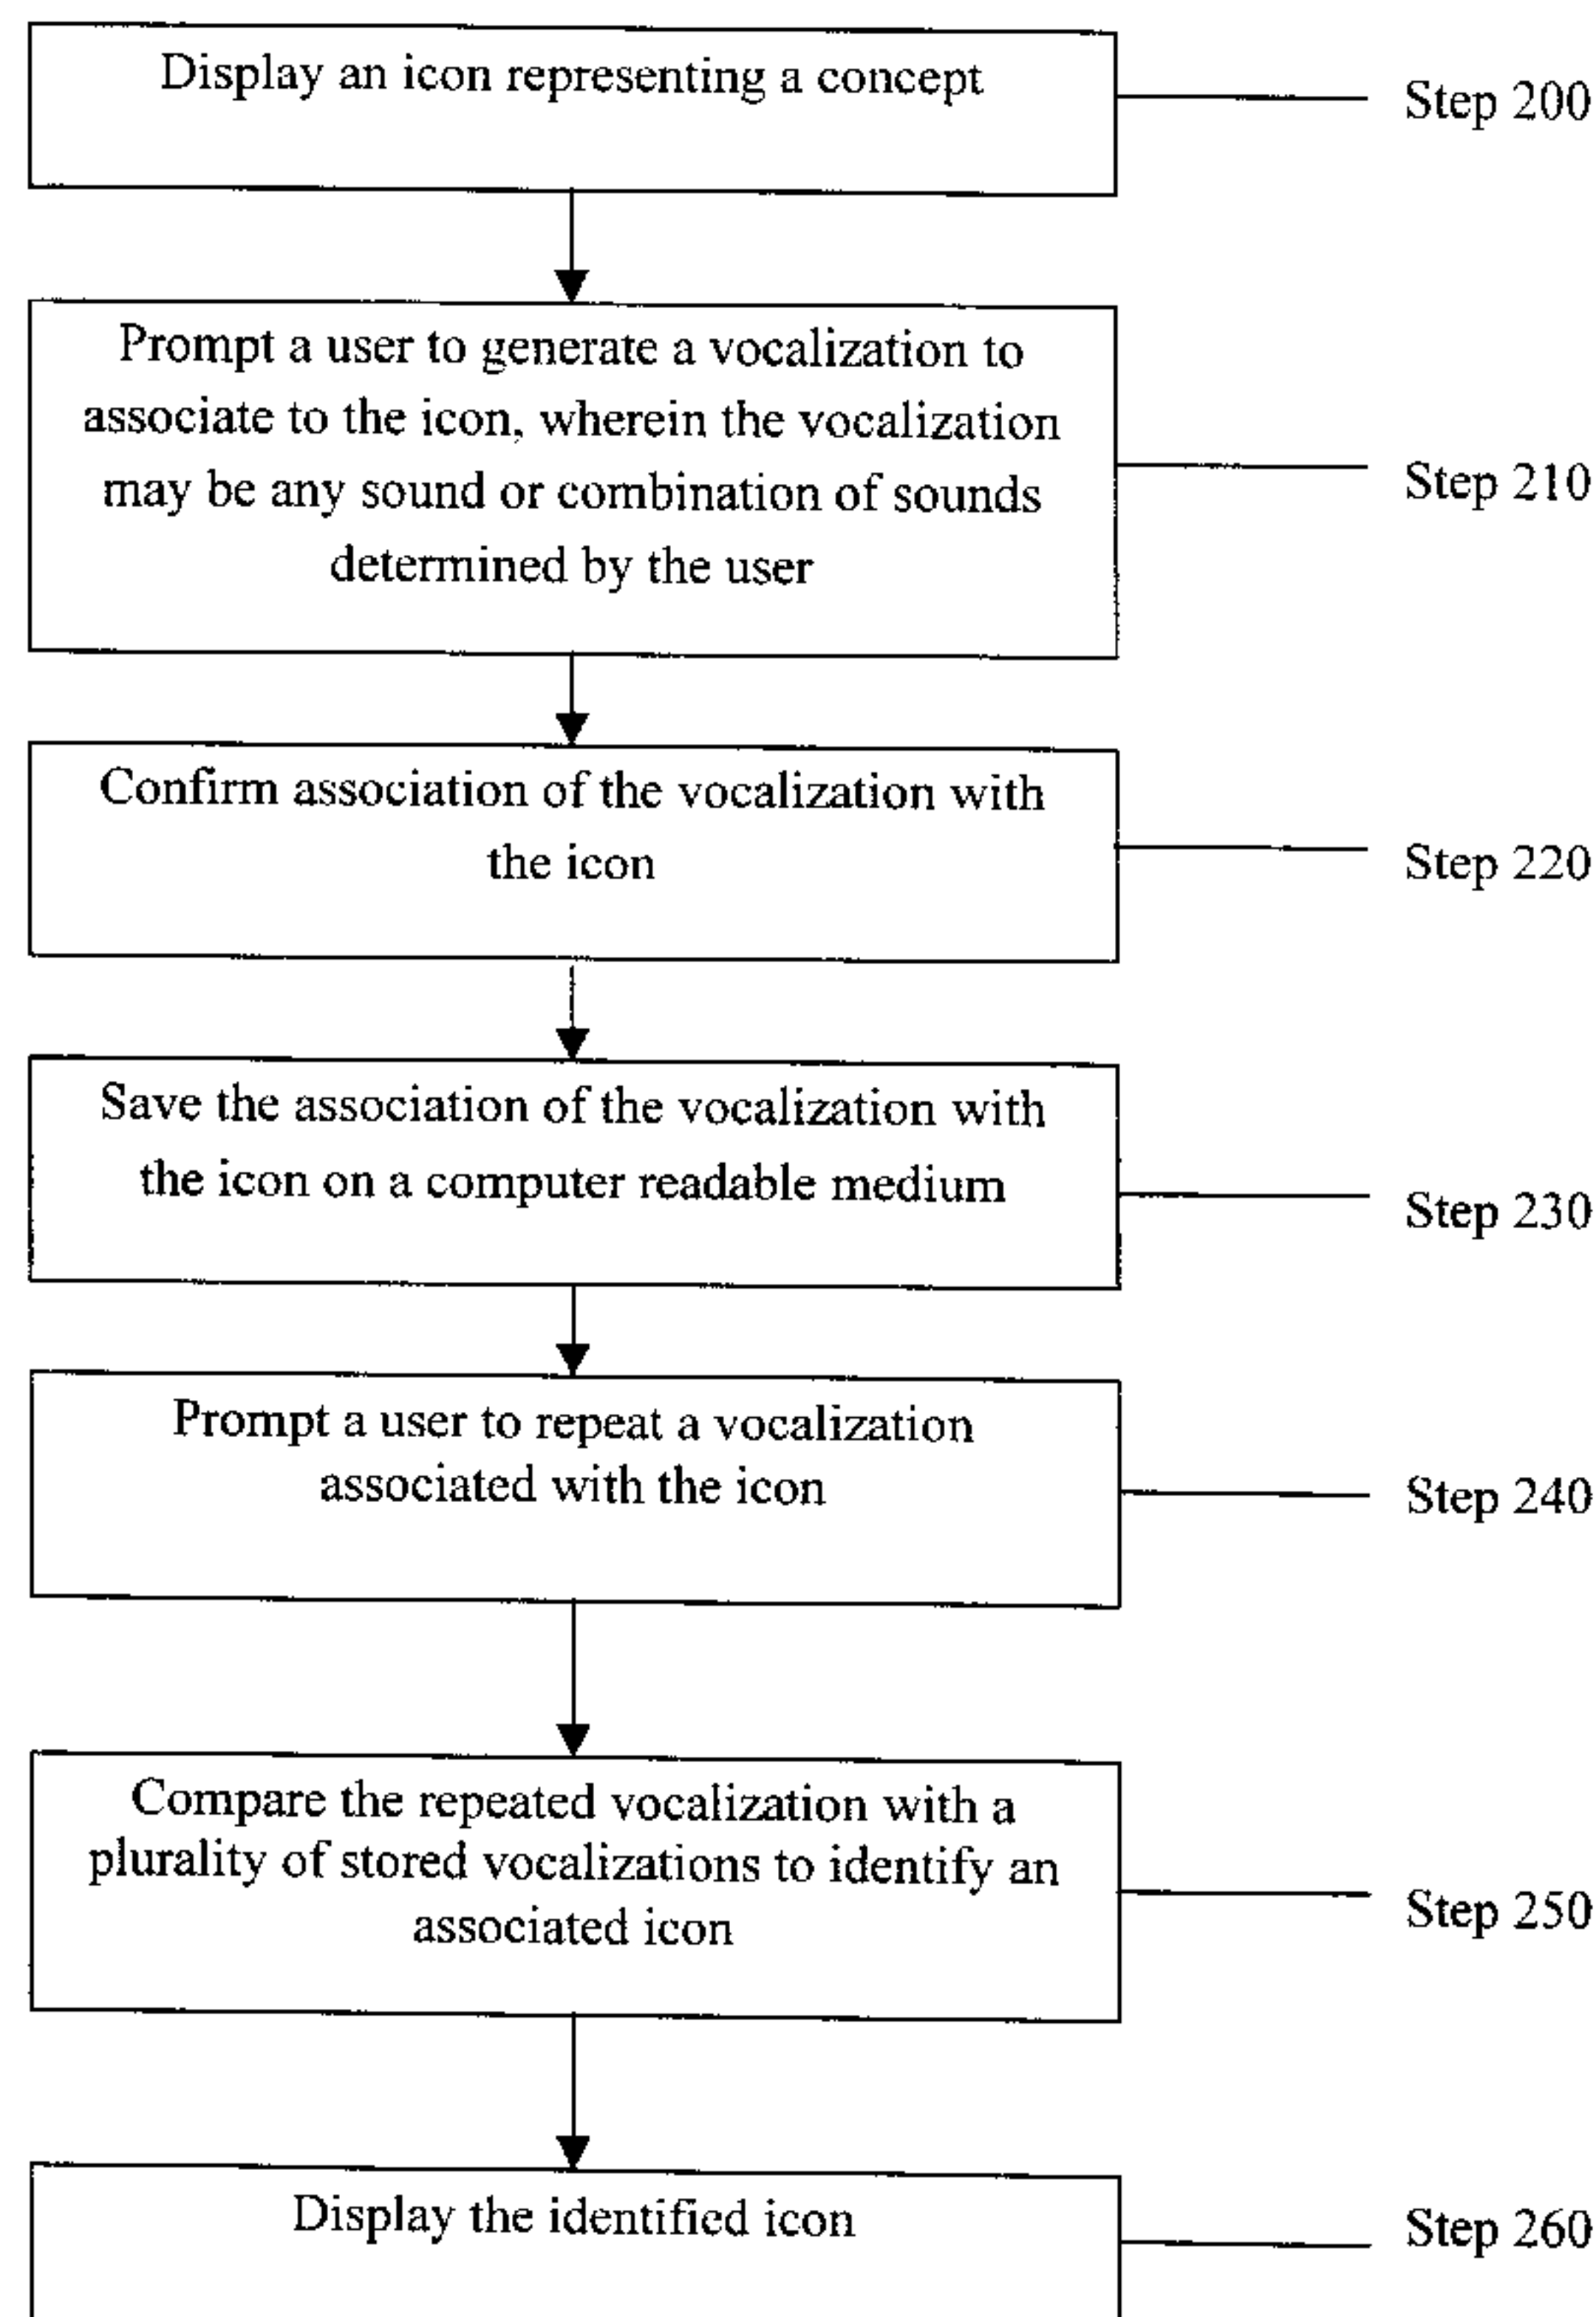 Display an icon representing a concept
Step 200
Prompt a user to generate a vocalization to
associate to the icon, wherein the vocalization
may be any sound or combination of sounds
determined by the user
Step 210
Confirm association of the vocalization with
the icon
Step 220
Save the association of the vocalization with
the icon on a computer readable medium
Step 230
Prompt a user to repeat a vocalization
associated with the icon
Step 240
Compare the repeated vocalization with a
plurality of stored vocalizations to identify an
associated icon
Step 250
Display the identified icon
Step 260